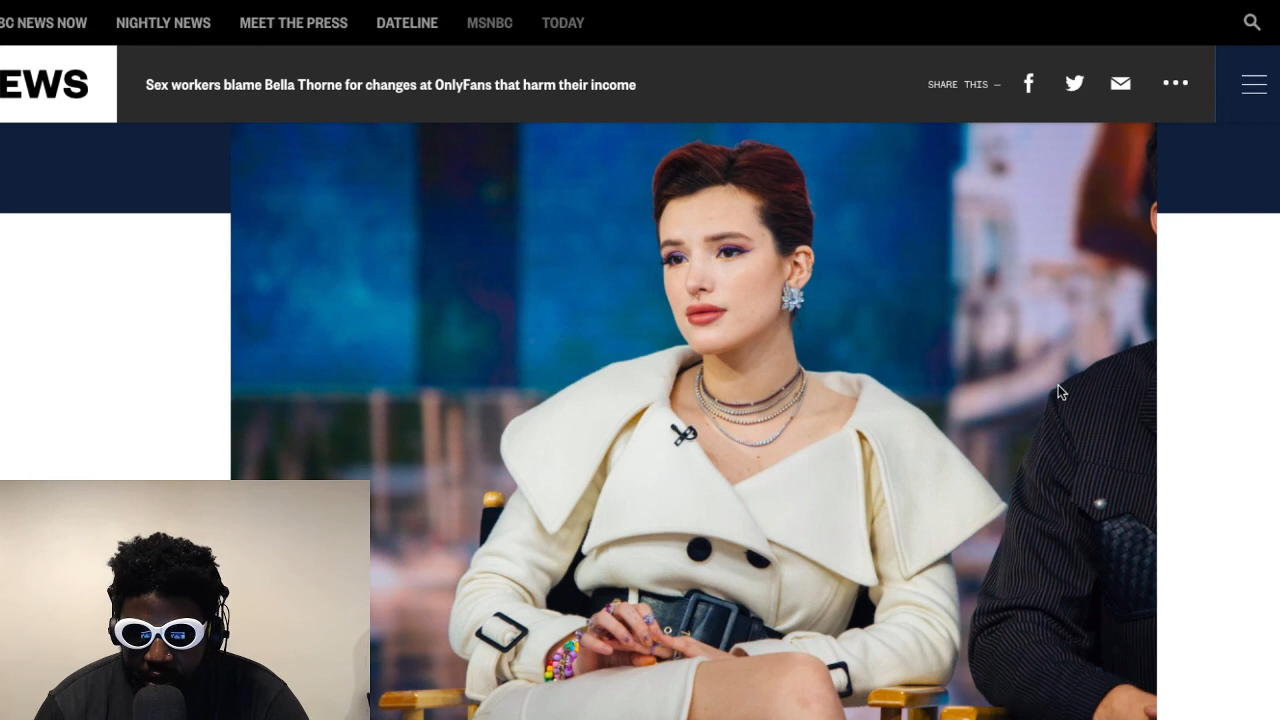 BC NEWS NOW NIGHTLY NEWS MEET THE PRESS DATELINE MSNBC TODAY
EWS
Sex workers blame Bella Thorne for changes at OnlyFans that harm their income
SHARE THIS —